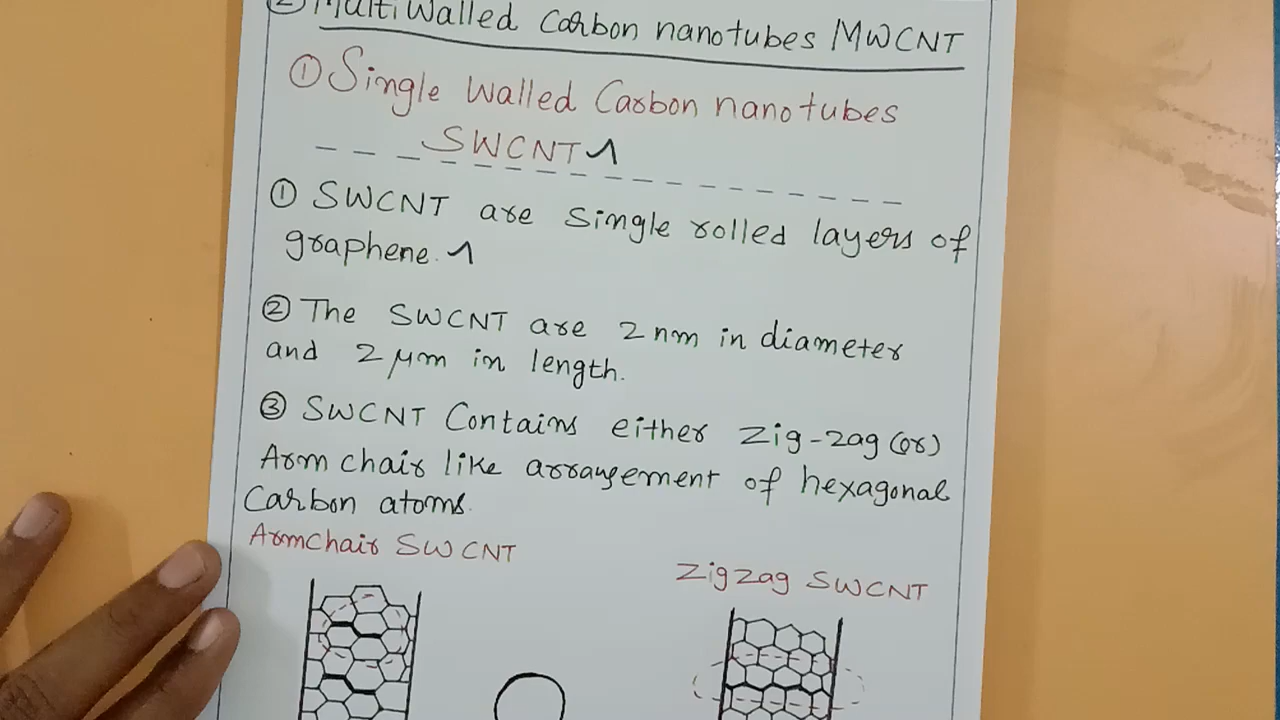 ② MultiWalled Carbon nanotubes MWCNT
① Single Walled Carbon nanotubes
SWCNT
① SWCNT are Single rolled layers of
graphene.
② The SWCNT are 2 nm in diameter
and 2 μm in length.
③ SWCNT Contains either Zig-zag (or)
Arm chair like arrangement of hexagonal
Carbon atoms.
Armchair SWCNT
Zigzag SWCNT